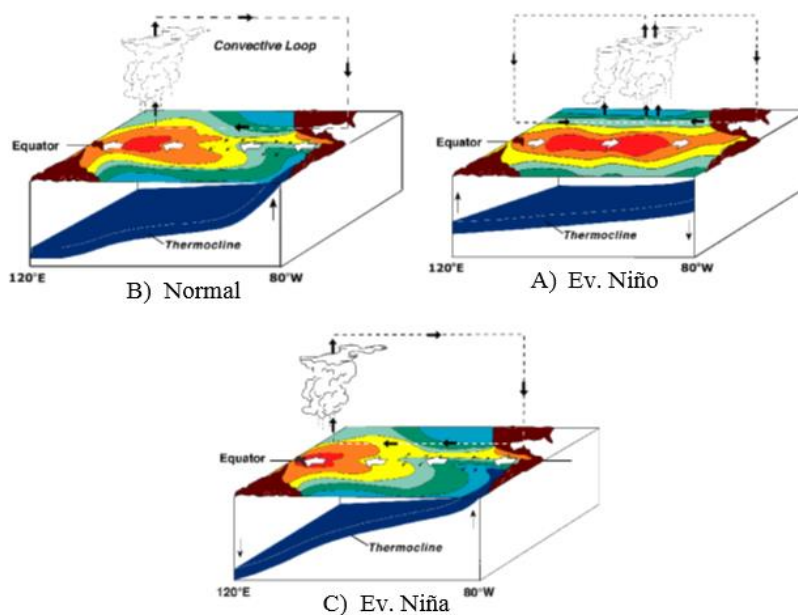 Convective Loop
Equator
Thermocline
120°E 80°W
B) Normal
Equator
Thermocline
120°E 80°W
A) Ev. Niño
Equator
Thermocline
120°E 80°W
C) Ev. Niña